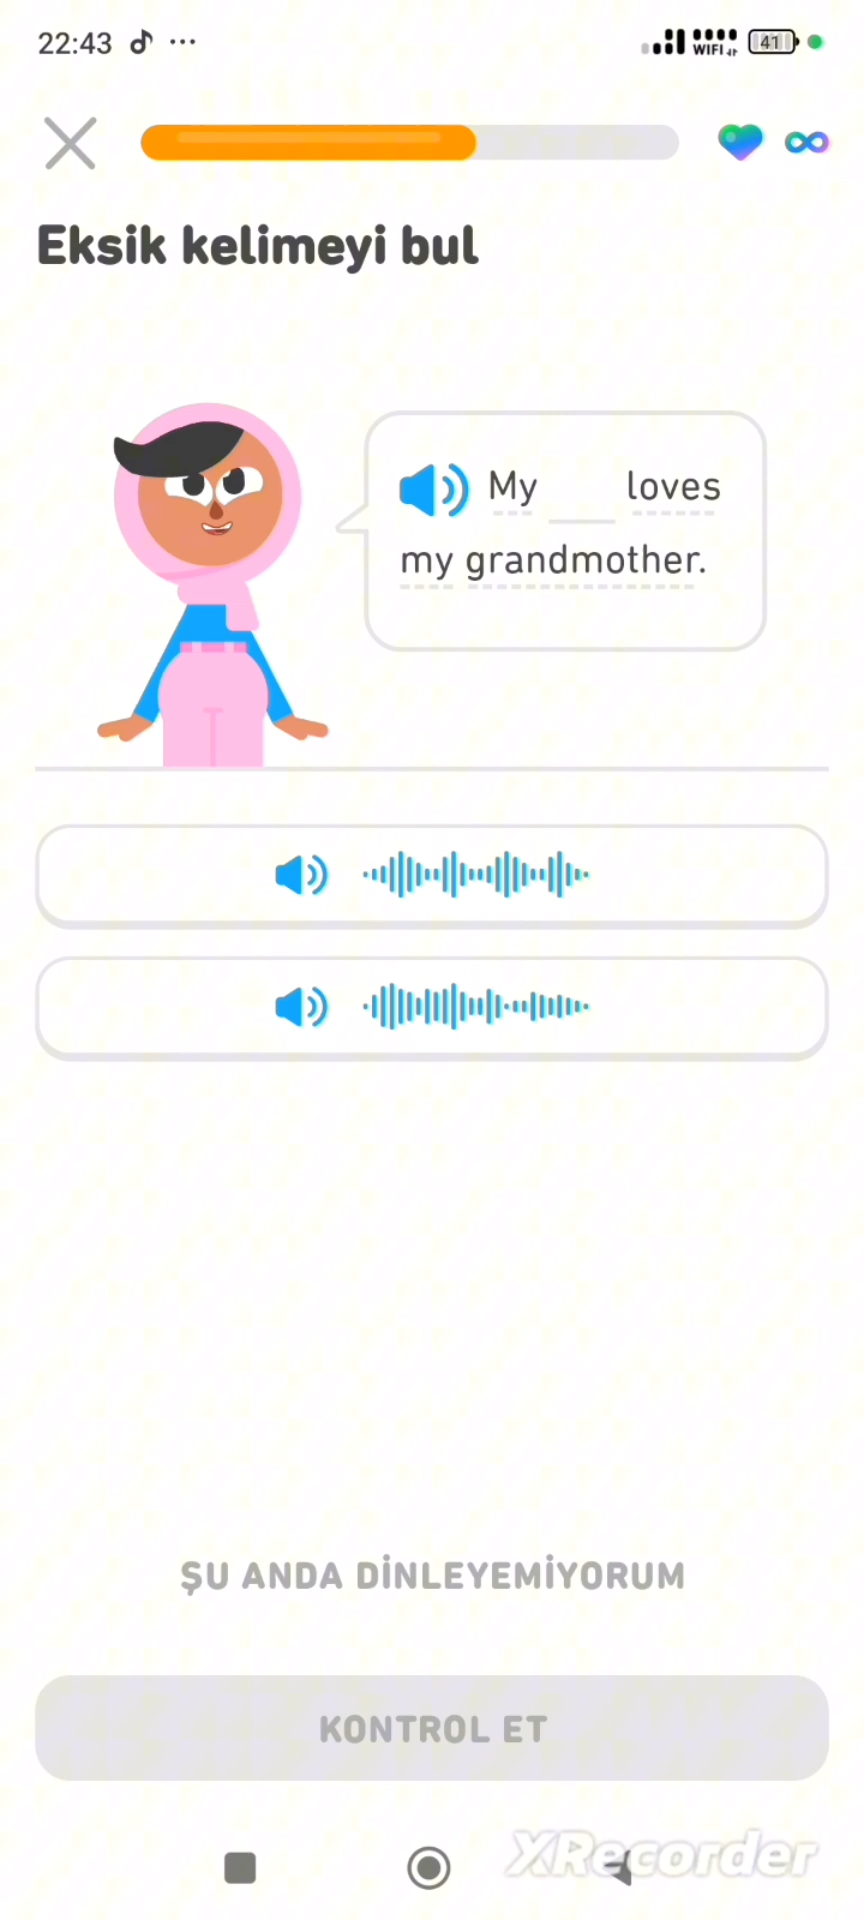 22:43
WIFI
41
Eksik kelimeyi bul
My ___ loves
my grandmother.
ŞU ANDA DİNLEYEMİYORUM
KONTROL ET
XRecorder